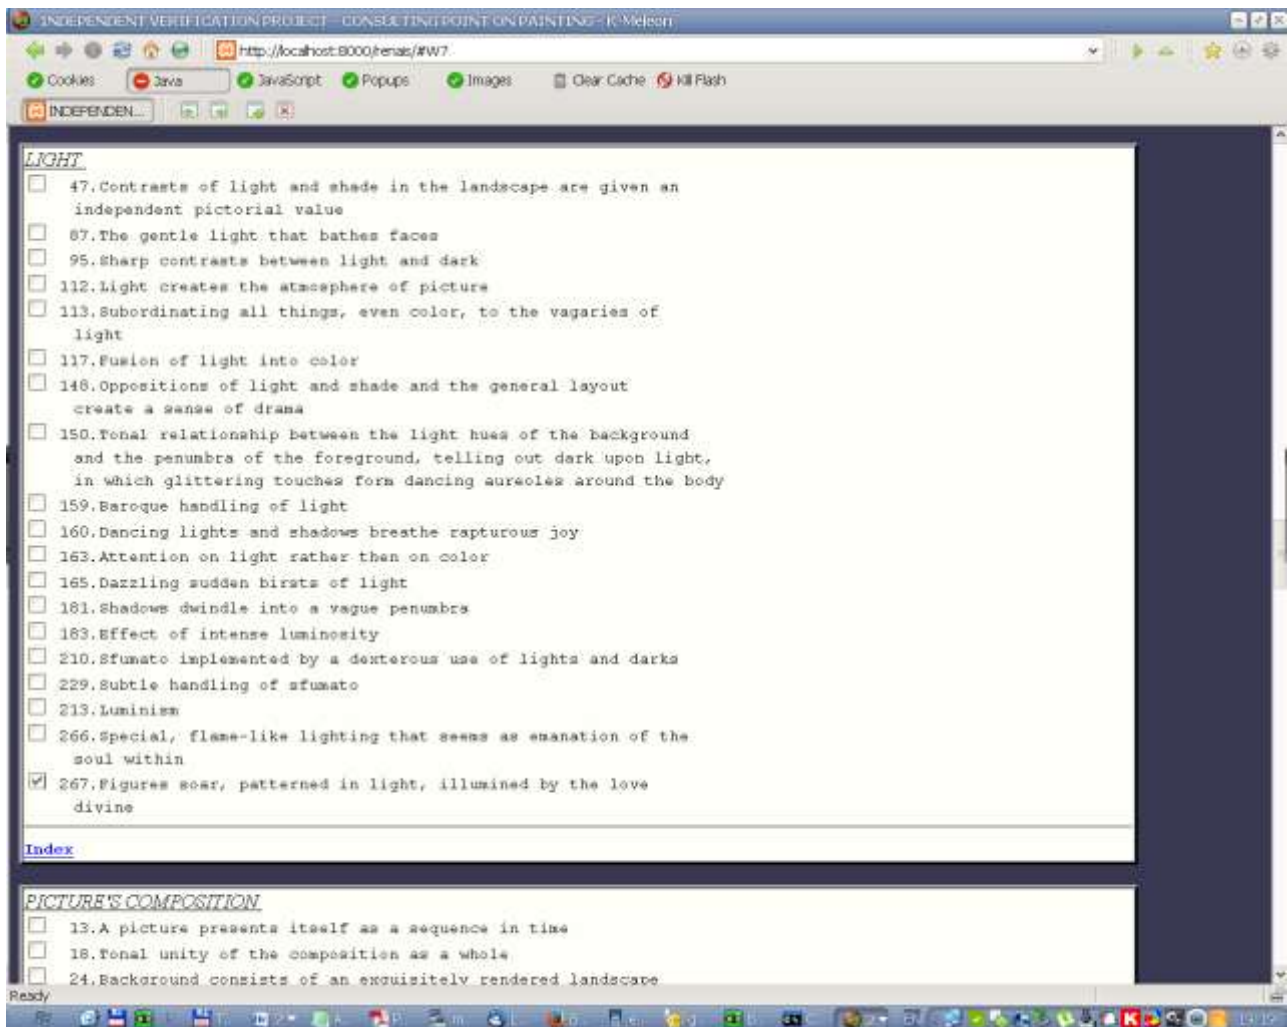 INDEPENDENT VERIFICATION PROJECT - CONSULTING POINT ON PAINTING - K-Meleon
http://localhost:8000/renais/#W7
Cookies Java JavaScript Popups Images Clear Cache Kill Flash
INDEPENDEN...
LIGHT
47.Contrasts of light and shade in the landscape are given an
independent pictorial value
87.The gentle light that bathes faces
95.Sharp contrasts between light and dark
112.Light creates the atmosphere of picture
113.Subordinating all things, even color, to the vagaries of
light
117.Fusion of light into color
148.Oppositions of light and shade and the general layout
create a sense of drama
150.Tonal relationship between the light hues of the background
and the penumbra of the foreground, telling out dark upon light,
in which glittering touches form dancing aureoles around the body
159.Baroque handling of light
160.Dancing lights and shadows breathe rapturous joy
163.Attention on light rather then on color
165.Dazzling sudden birsts of light
181.Shadows dwindle into a vague penumbra
183.Effect of intense luminosity
210.Sfumato implemented by a dexterous use of lights and darks
229.Subtle handling of sfumato
213.Luminism
266.Special, flame-like lighting that seems as emanation of the
soul within
267.Figures soar, patterned in light, illumined by the love
divine
Index
PICTURE'S COMPOSITION
13.A picture presents itself as a sequence in time
18.Tonal unity of the composition as a whole
24.Background consists of an exquisitely rendered landscape
Ready